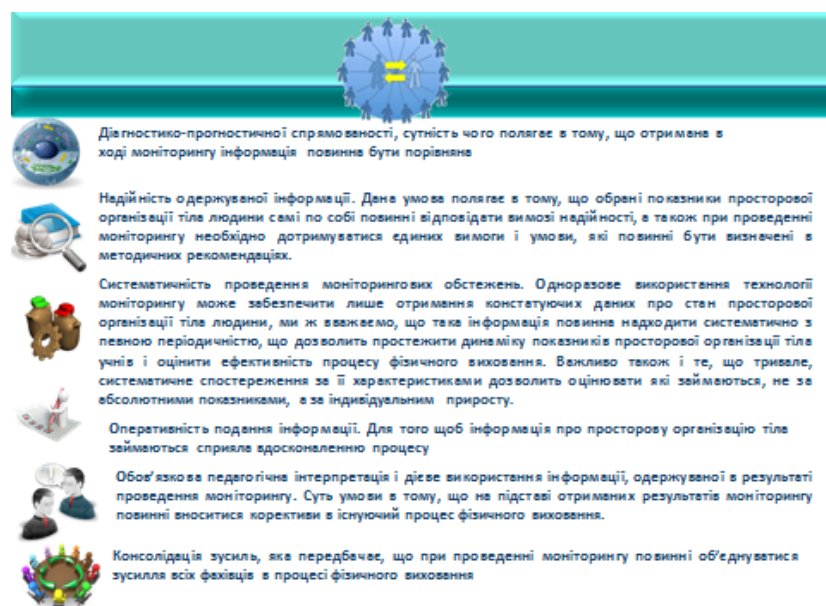 Діагностико-прогностичної спрямованості, сутність чого полягає в тому, що отримана в
ході моніторингу інформація повинна бути порівняна
Надійність одержуваної інформації. Дана умова полягає в тому, що обрані показники просторової
організації тіла людини самі по собі повинні відповідати вимозі надійності, а також при проведенні
моніторингу необхідно дотримуватися єдиних вимоги і умови, які повинні бути визначені в
методичних рекомендаціях.
Систематичність проведення моніторингових обстежень. Одноразове використання технології
моніторингу може забезпечити лише отримання констатуючих даних про стан просторової
організації тіла людини, ми ж вважаємо, що така інформація повинна надходити систематично з
певною періодичністю, що дозволить простежити динаміку показників просторової організації тіла
учнів і оцінити ефективність процесу фізичного виховання. Важливо також і те, що тривале,
систематичне спостереження за її характеристиками дозволить оцінювати які займаються, не за
абсолютними показниками, а за індивідуальним приросту.
Оперативність подання інформації. Для того щоб інформація про просторову організацію тіла
займаються сприяла вдосконаленню процесу
Обов'язкова педагогічна інтерпретація і дієве використання інформації, одержуваної в результаті
проведення моніторингу. Суть умови в тому, що на підставі отриманих результатів моніторингу
повинні вноситися корективи в існуючий процес фізичного виховання.
Консолідація зусиль, яка передбачає, що при проведенні моніторингу повинні об'єднуватися
зусилля всіх фахівців в процесі фізичного виховання